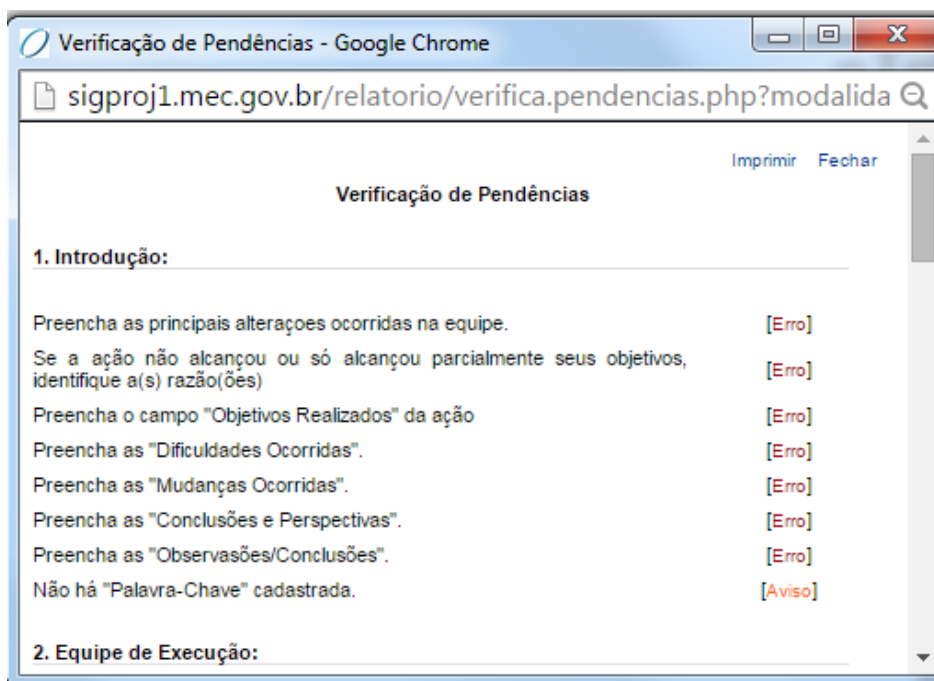 Verificação de Pendências - Google Chrome
sigproj1.mec.gov.br/relatorio/verifica.pendencias.php?modalida
Imprimir Fechar
Verificação de Pendências
1. Introdução:
Preencha as principais alteraçoes ocorridas na equipe. [Erro]
Se a ação não alcançou ou só alcançou parcialmente seus objetivos,
identifique a(s) razão(ões) [Erro]
Preencha o campo "Objetivos Realizados" da ação [Erro]
Preencha as "Dificuldades Ocorridas". [Erro]
Preencha as "Mudanças Ocorridas". [Erro]
Preencha as "Conclusões e Perspectivas". [Erro]
Preencha as "Observasões/Conclusões". [Erro]
Não há "Palavra-Chave" cadastrada. [Aviso]
2. Equipe de Execução: